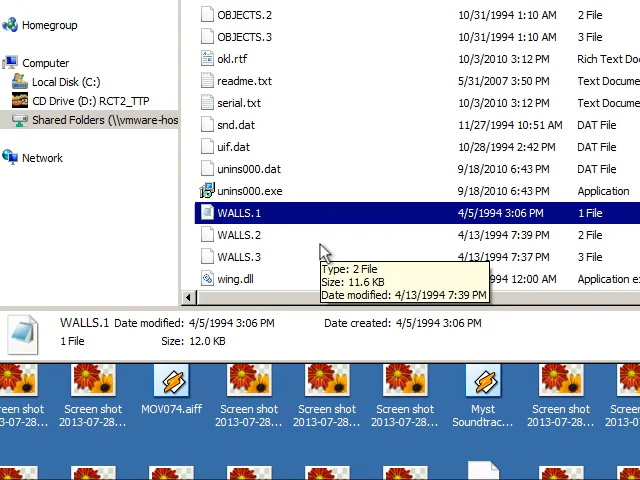 OBJECTS.2 10/31/1994 1:10 AM 2 File
Homegroup
OBJECTS.3 10/31/1994 1:10 AM 3 File
okl.rtf 10/3/2010 3:12 PM Rich Text Do
Computer
Local Disk (C:) readme.txt 5/31/2007 3:50 PM Text Docume
CD Drive (D:) RCT2_TTP serial.txt 10/3/2010 3:12 PM Text Docume
Shared Folders (\\vmware-hos snd.dat 11/27/1994 10:51 AM DAT File
uif.dat 10/28/1994 2:42 PM DAT File
Network
unins000.dat 9/18/2010 6:43 PM DAT File
unins000.exe 9/18/2010 6:43 PM Application
WALLS.1 4/5/1994 3:06 PM 1 File
WALLS.2 4/13/1994 7:39 PM 2 File
WALLS.3 4/13/1994 7:37 PM 3 File
wing.dll 12:00 AM Application e
Type: 2 File
Size: 11.6 KB
Date modified: 4/13/1994 7:39 PM
WALLS.1 Date modified: 4/5/1994 3:06 PM Date created: 4/5/1994 3:06 PM
1 File Size: 12.0 KB
reen shot Screen shot MOV074.aiff Screen shot Screen shot Screen shot Myst Screen shot Screen
13-07-28... 2013-07-28... 2013-07-28... 2013-07-28... 2013-07-28... Soundtrac... 2013-07-28... 2013-0